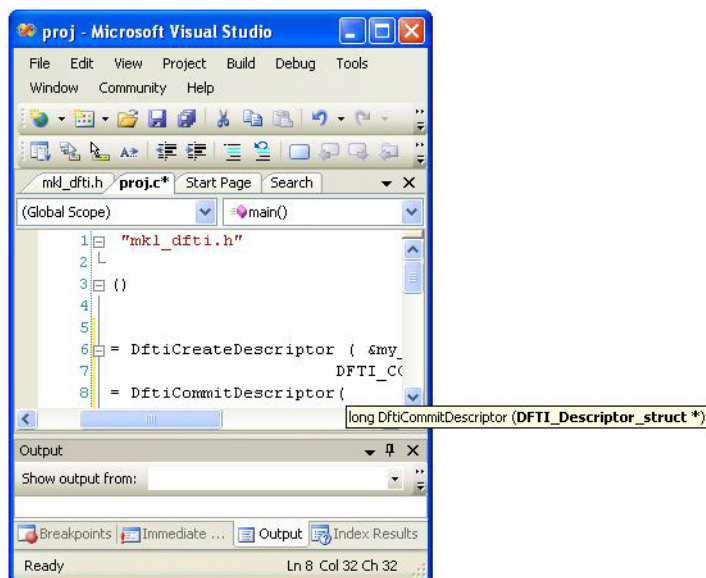 proj - Microsoft Visual Studio
File Edit View Project Build Debug Tools
Window Community Help
mkl_dfti.h proj.c* Start Page Search
(Global Scope) main()
1 "mkl_dfti.h"
2
3 ()
4
5
6 = DftiCreateDescriptor ( &my_
7 DFTI_CO
8 = DftiCommitDescriptor(
long DftiCommitDescriptor (DFTI_Descriptor_struct *)
Output
Show output from:
Breakpoints Immediate ... Output Index Results
Ready Ln 8 Col 32 Ch 32